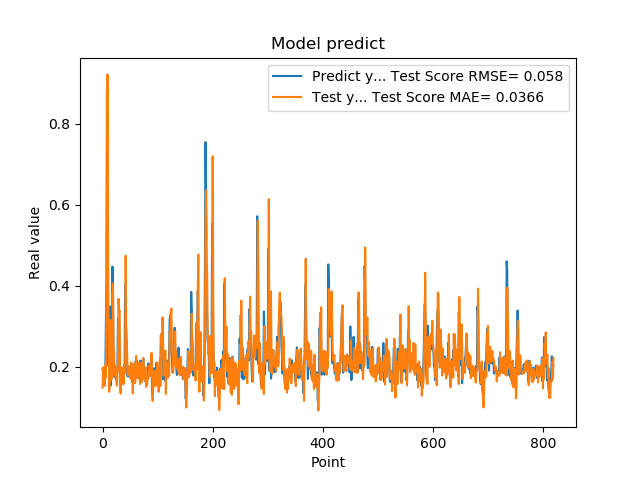 Model predict
Predict y... Test Score RMSE= 0.058
Test y... Test Score MAE= 0.0366
Real value
0.8
0.6
0.4
0.2
0 200 400 600 800
Point